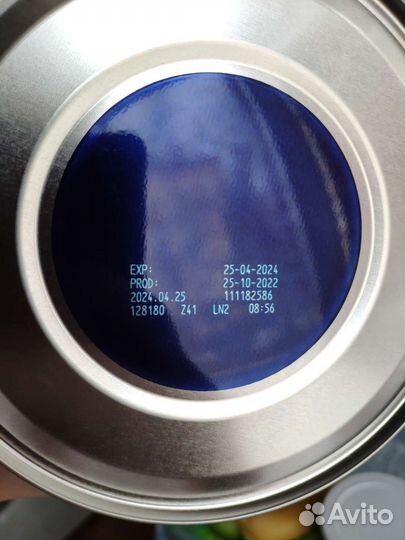 EXP: 25-04-2024
PROD: 25-10-2022
2024.04.25 111182586
128180 Z41 LN2 08:56
Avito